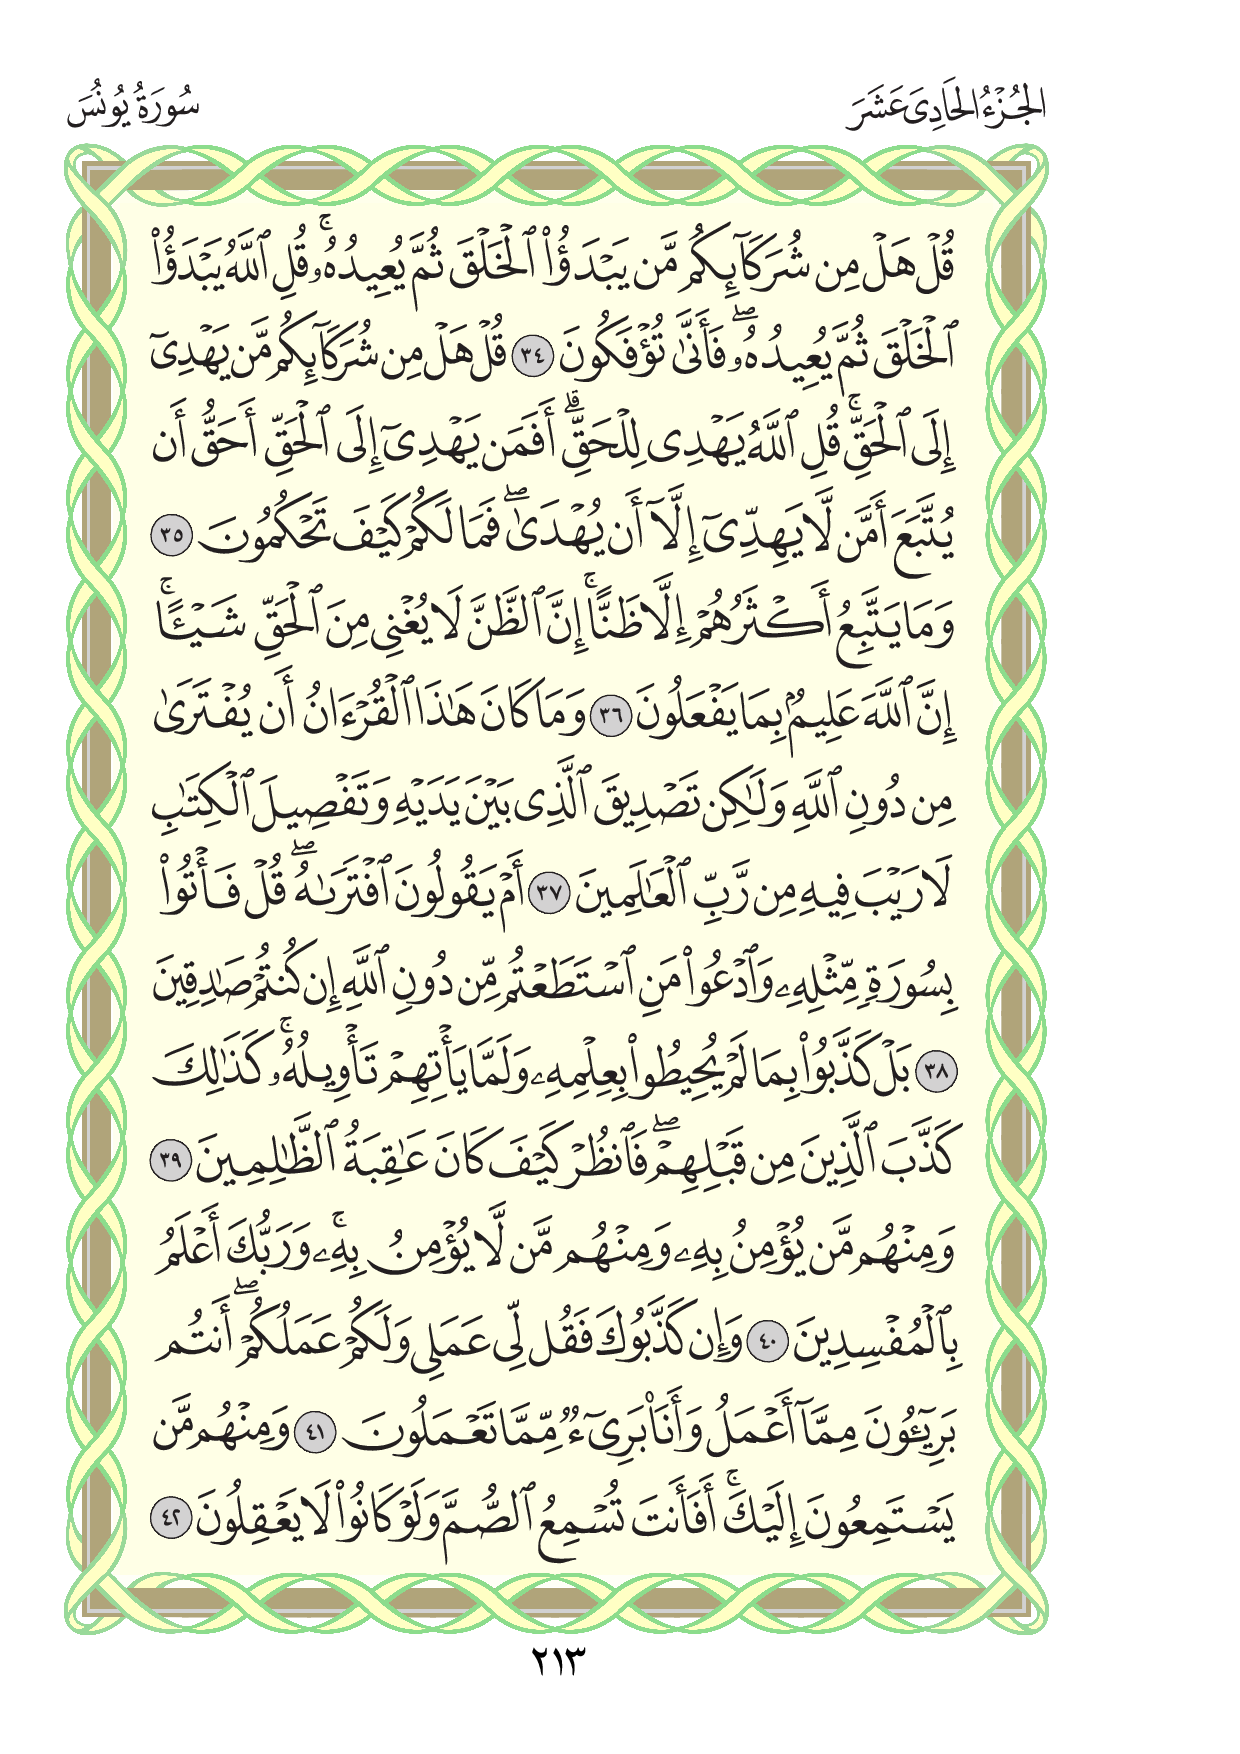 الجُزْءُ الحَادِيَ عَشَرَ
سُورَةُ يُونُسَ
قُلۡ هَلۡ مِن شُرَكَآئِكُم مَّن يَبۡدَؤُاْ ٱلۡخَلۡقَ ثُمَّ يُعِيدُهُۥۚ قُلِ ٱللَّهُ يَبۡدَؤُاْ
ٱلۡخَلۡقَ ثُمَّ يُعِيدُهُۥۖ فَأَنَّىٰ تُؤۡفَكُونَ ٣٤ قُلۡ هَلۡ مِن شُرَكَآئِكُم مَّن يَهۡدِيٓ
إِلَى ٱلۡحَقِّۚ قُلِ ٱللَّهُ يَهۡدِي لِلۡحَقِّۗ أَفَمَن يَهۡدِيٓ إِلَى ٱلۡحَقِّ أَحَقُّ أَن
يُتَّبَعَ أَمَّن لَّا يَهِدِّيٓ إِلَّآ أَن يُهۡدَىٰۖ فَمَا لَكُمۡ كَيۡفَ تَحۡكُمُونَ ٣٥
وَمَا يَتَّبِعُ أَكۡثَرُهُمۡ إِلَّا ظَنًّاۚ إِنَّ ٱلظَّنَّ لَا يُغۡنِي مِنَ ٱلۡحَقِّ شَيۡـًٔاۚ
إِنَّ ٱللَّهَ عَلِيمُۢ بِمَا يَفۡعَلُونَ ٣٦ وَمَا كَانَ هَٰذَا ٱلۡقُرۡءَانُ أَن يُفۡتَرَىٰ
مِن دُونِ ٱللَّهِ وَلَٰكِن تَصۡدِيقَ ٱلَّذِي بَيۡنَ يَدَيۡهِ وَتَفۡصِيلَ ٱلۡكِتَٰبِ
لَا رَيۡبَ فِيهِ مِن رَّبِّ ٱلۡعَٰلَمِينَ ٣٧ أَمۡ يَقُولُونَ ٱفۡتَرَىٰهُۖ قُلۡ فَأۡتُواْ
بِسُورَةٖ مِّثۡلِهِۦ وَٱدۡعُواْ مَنِ ٱسۡتَطَعۡتُم مِّن دُونِ ٱللَّهِ إِن كُنتُمۡ صَٰدِقِينَ
٣٨ بَلۡ كَذَّبُواْ بِمَا لَمۡ يُحِيطُواْ بِعِلۡمِهِۦ وَلَمَّا يَأۡتِهِمۡ تَأۡوِيلُهُۥۚ كَذَٰلِكَ
كَذَّبَ ٱلَّذِينَ مِن قَبۡلِهِمۡۖ فَٱنظُرۡ كَيۡفَ كَانَ عَٰقِبَةُ ٱلظَّٰلِمِينَ ٣٩
وَمِنۡهُم مَّن يُؤۡمِنُ بِهِۦ وَمِنۡهُم مَّن لَّا يُؤۡمِنُ بِهِۦۚ وَرَبُّكَ أَعۡلَمُ
بِٱلۡمُفۡسِدِينَ ٤٠ وَإِن كَذَّبُوكَ فَقُل لِّي عَمَلِي وَلَكُمۡ عَمَلُكُمۡۖ أَنتُم
بَرِيٓـُٔونَ مِمَّآ أَعۡمَلُ وَأَنَا۠ بَرِيٓءٞ مِّمَّا تَعۡمَلُونَ ٤١ وَمِنۡهُم مَّن
يَسۡتَمِعُونَ إِلَيۡكَۚ أَفَأَنتَ تُسۡمِعُ ٱلصُّمَّ وَلَوۡ كَانُواْ لَا يَعۡقِلُونَ ٤٢
٢١٣